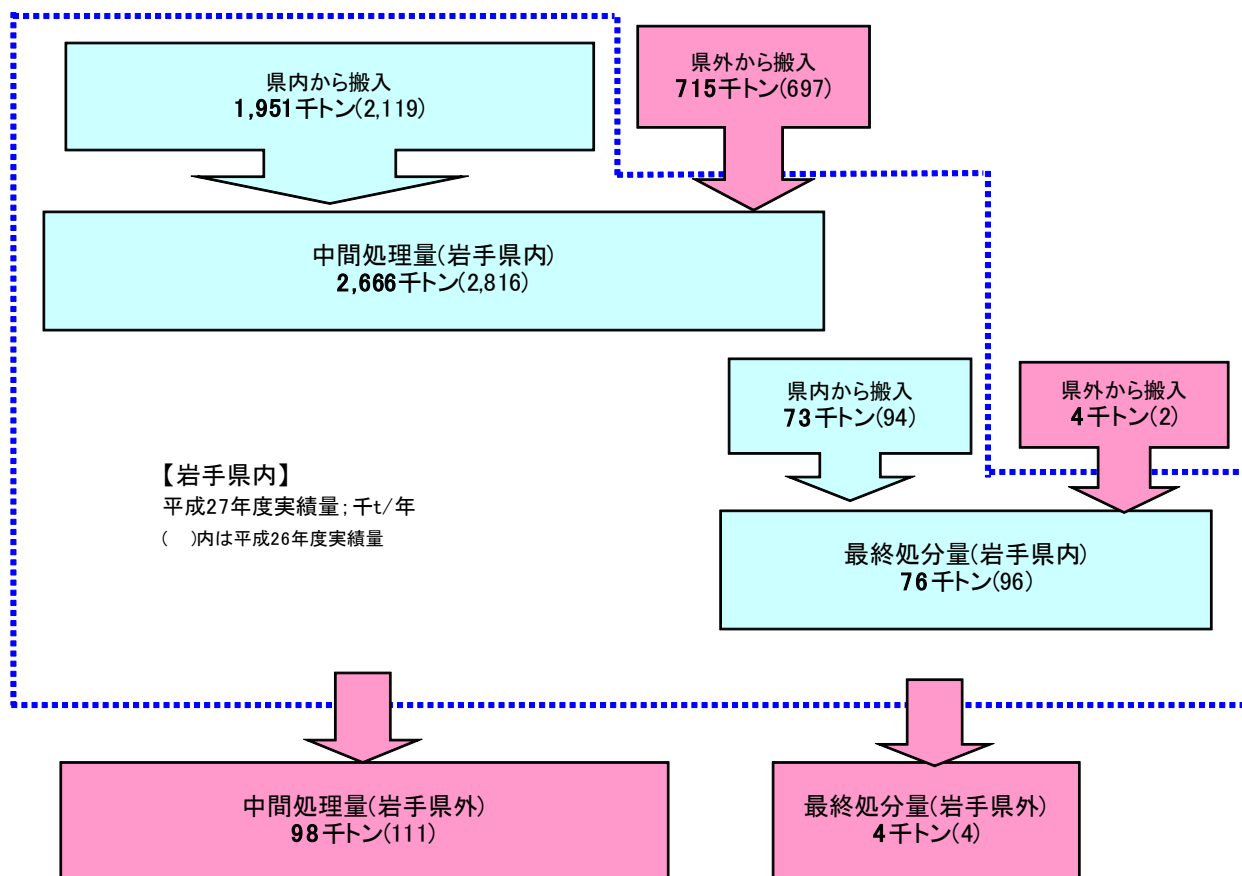 県内から搬入
1,951千トン(2,119)
県外から搬入
715千トン(697)
中間処理量(岩手県内)
2,666千トン(2,816)
県内から搬入
73千トン(94)
県外から搬入
4千トン(2)
【岩手県内】
平成27年度実績量;千t/年
(　)内は平成26年度実績量
最終処分量(岩手県内)
76千トン(96)
中間処理量(岩手県外)
98千トン(111)
最終処分量(岩手県外)
4千トン(4)